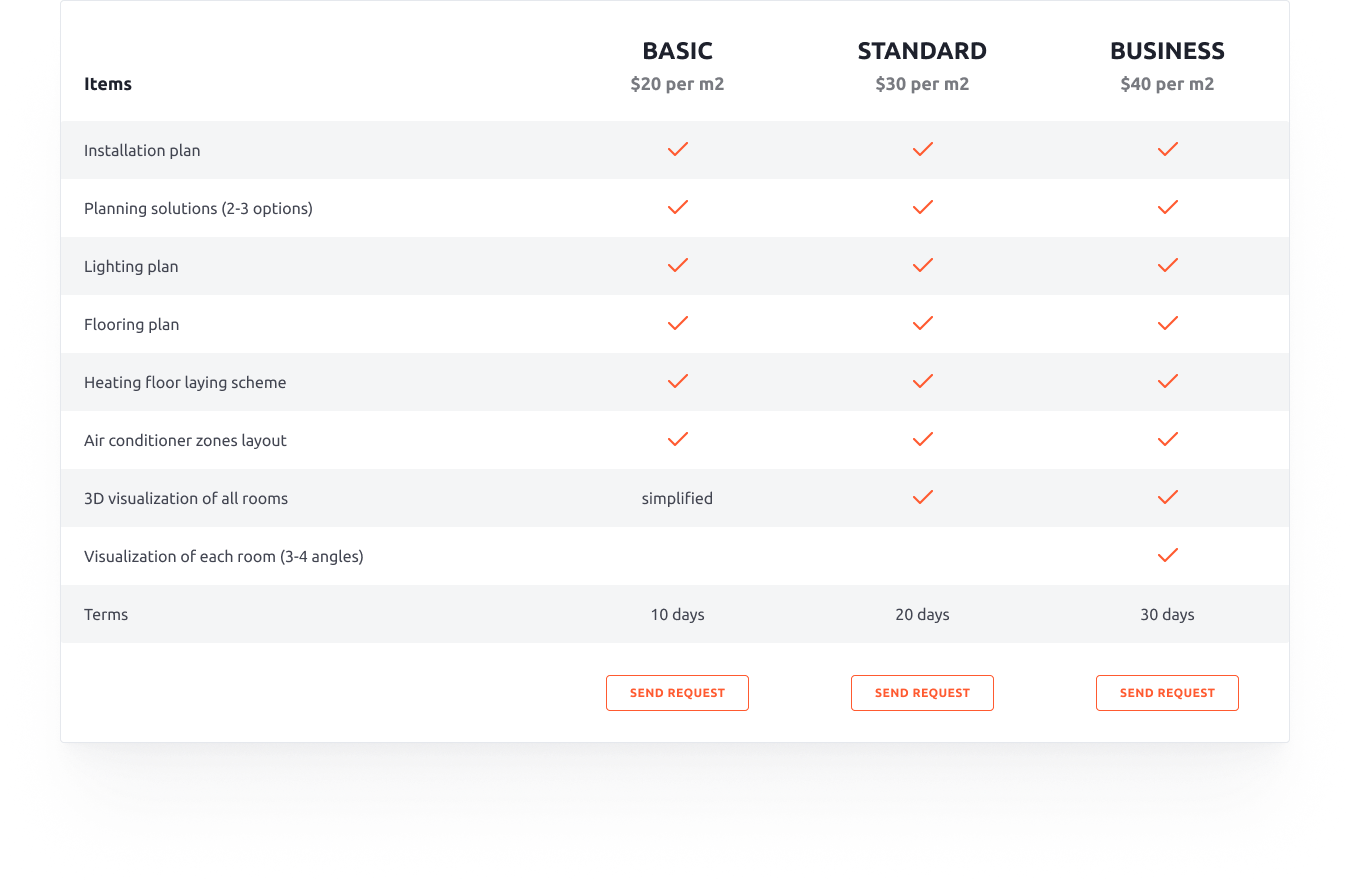 BASIC STANDARD BUSINESS
Items $20 per m2 $30 per m2 $40 per m2
Installation plan
Planning solutions (2-3 options)
Lighting plan
Flooring plan
Heating floor laying scheme
Air conditioner zones layout
3D visualization of all rooms simplified
Visualization of each room (3-4 angles)
Terms 10 days 20 days 30 days
SEND REQUEST SEND REQUEST SEND REQUEST